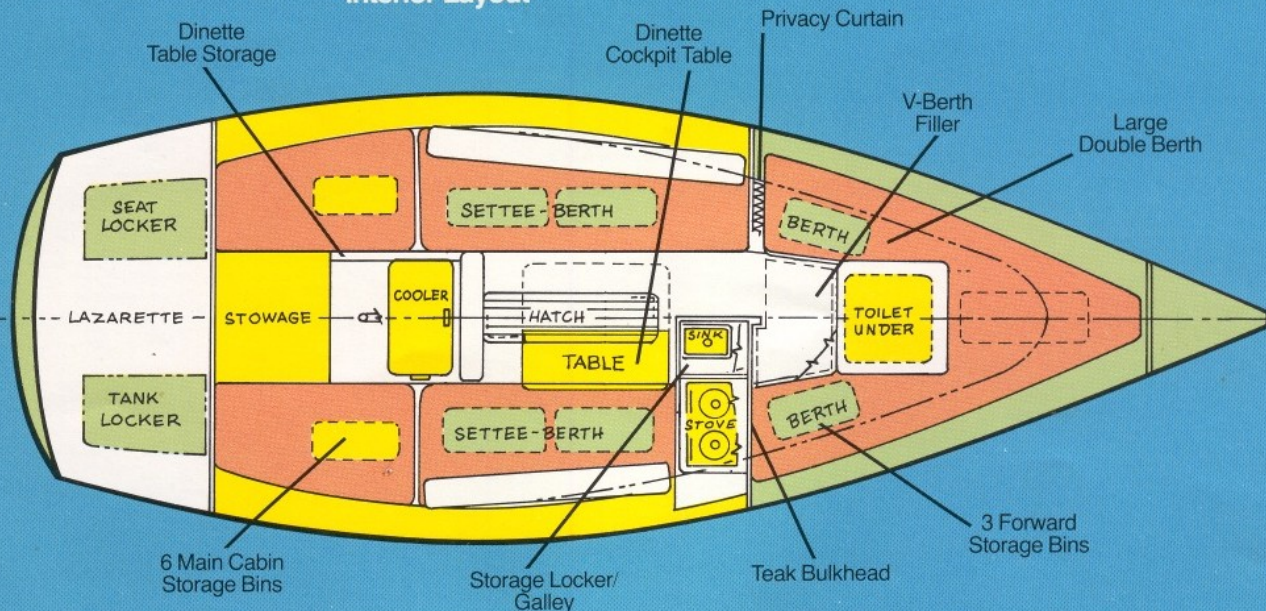 Interior Layout
Privacy Curtain
Dinette
Table Storage
Dinette
Cockpit Table
V-Berth
Filler
Large
Double Berth
SEAT
LOCKER
SETTEE-BERTH
BERTH
LAZARETTE
STOWAGE
COOLER
HATCH
TOILET
UNDER
SINK
TABLE
TANK
LOCKER
SETTEE-BERTH
STOVE
BERTH
6 Main Cabin
Storage Bins
Storage Locker/
Galley
Teak Bulkhead
3 Forward
Storage Bins